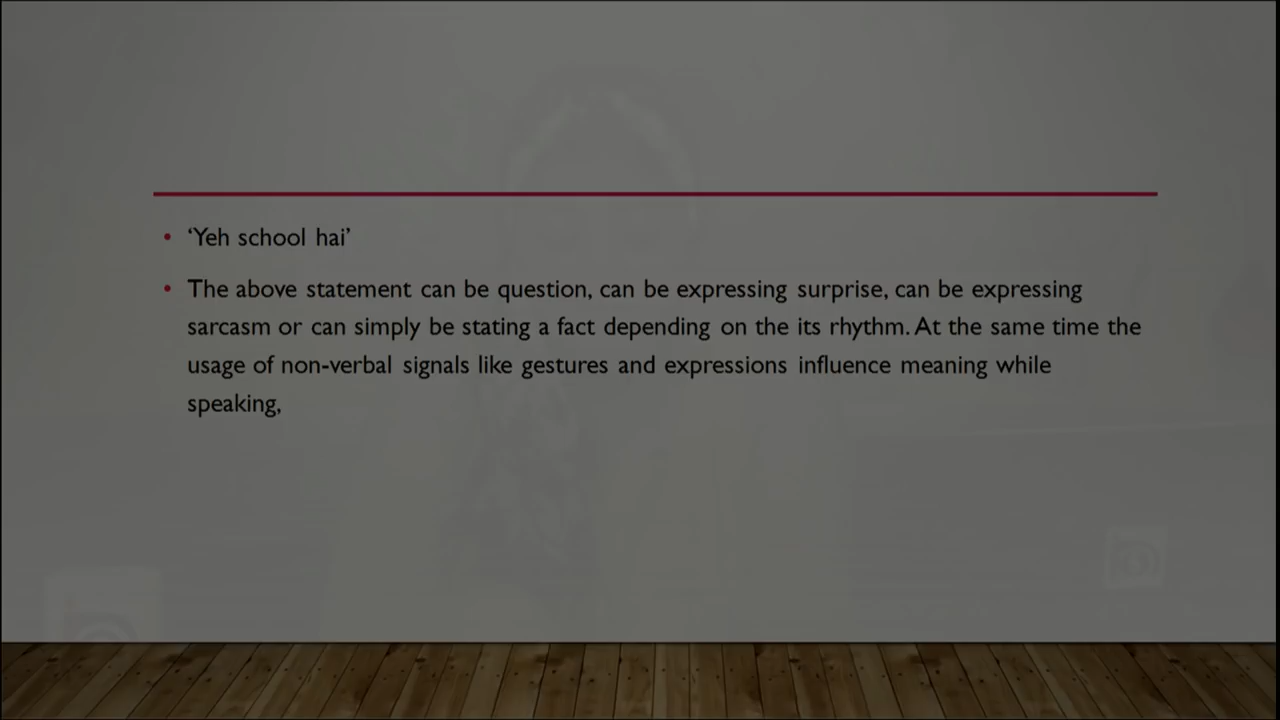 • ‘Yeh school hai’
• The above statement can be question, can be expressing surprise, can be expressing
sarcasm or can simply be stating a fact depending on the its rhythm. At the same time the
usage of non-verbal signals like gestures and expressions influence meaning while
speaking,